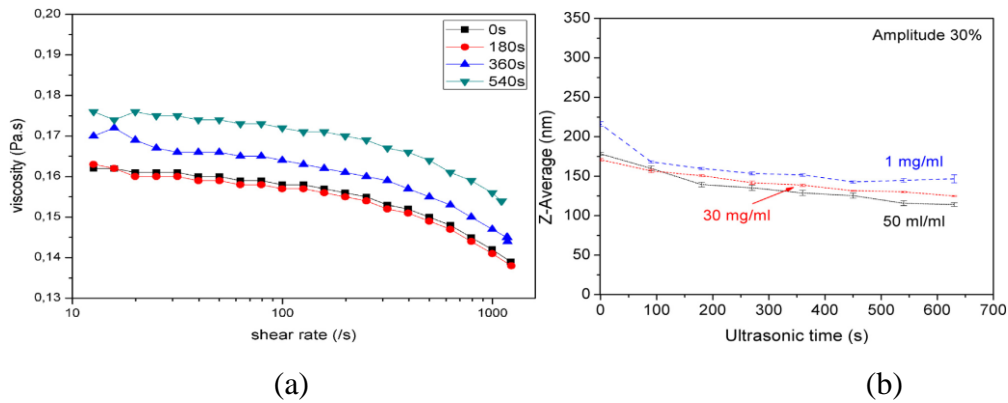 0,20
0,19
0,18
0,17
0,16
0,15
0,14
0,13
viscosity (Pa.s)
10
100
1000
shear rate (/s)
0s
180s
360s
540s
(a)
350
300
250
200
150
100
50
0
Z-Average (nm)
Amplitude 30%
1 mg/ml
30 mg/ml
50 ml/ml
0
100
200
300
400
500
600
700
Ultrasonic time (s)
(b)